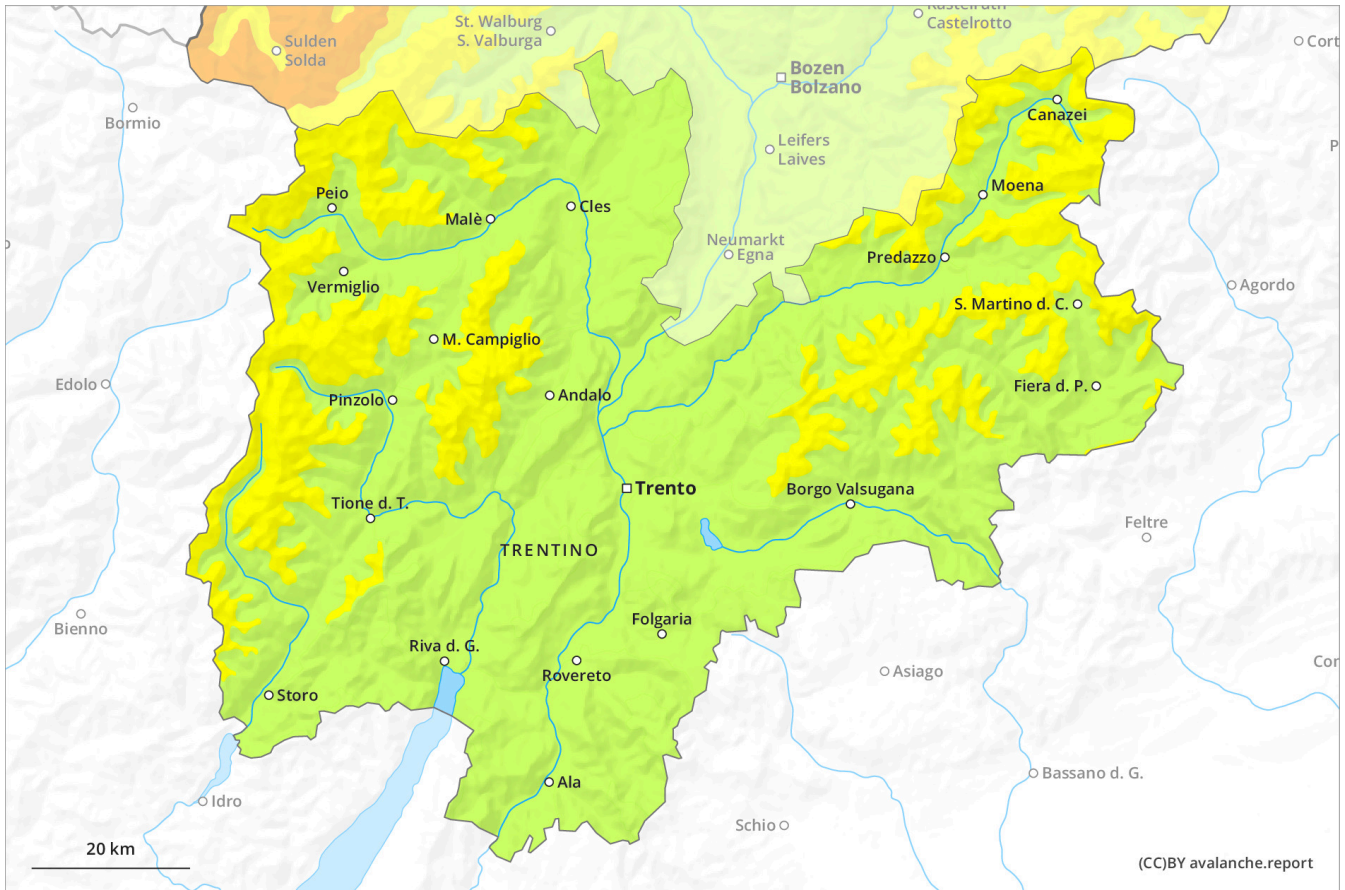 Kastelruth
Castelrotto
St. Walburg
S. Valburga
Sulden
Solda
Cort
Bozen
Bolzano
Bormio
Canazei
Leifers
Laives
P
Moena
Peio
Malè
Cles
Neumarkt
Egna
Predazzo
Vermiglio
Agordo
S. Martino d. C.
M. Campiglio
Edolo
Andalo
Fiera d. P.
Pinzolo
Trento
Borgo Valsugana
Tione d. T.
Feltre
TRENTINO
Bienno
Folgaria
Riva d. G.
Rovereto
Asiago
Cor
Storo
Bassano d. G.
Ala
Idro
Schio
20 km
(CC)BY avalanche.report